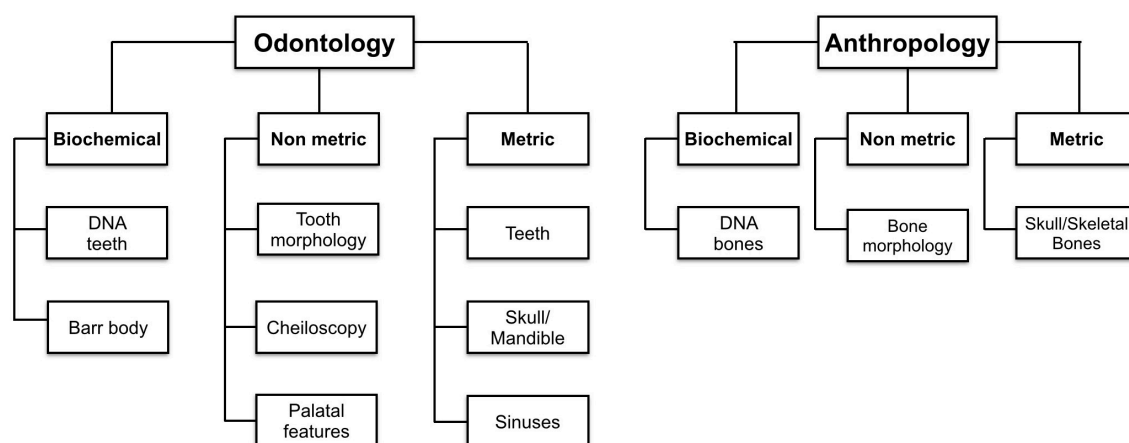 Odontology
Biochemical
Non metric
Metric
DNA
teeth
Tooth
morphology
Teeth
Barr body
Cheiloscopy
Skull/
Mandible
Palatal
features
Sinuses
Anthropology
Biochemical
Non metric
Metric
DNA
bones
Bone
morphology
Skull/Skeletal
Bones